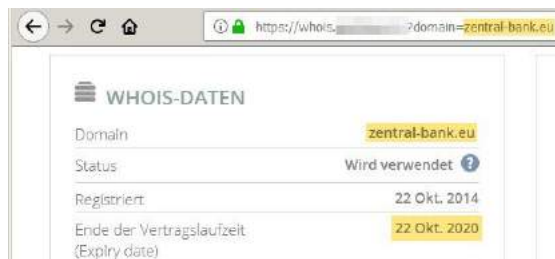 https://whois. ?domain=zentral-bank.eu
WHOIS-DATEN
Domain zentral-bank.eu
Status Wird verwendet ?
Registriert 22 Okt. 2014
Ende der Vertragslaufzeit 22 Okt. 2020
(Expiry date)